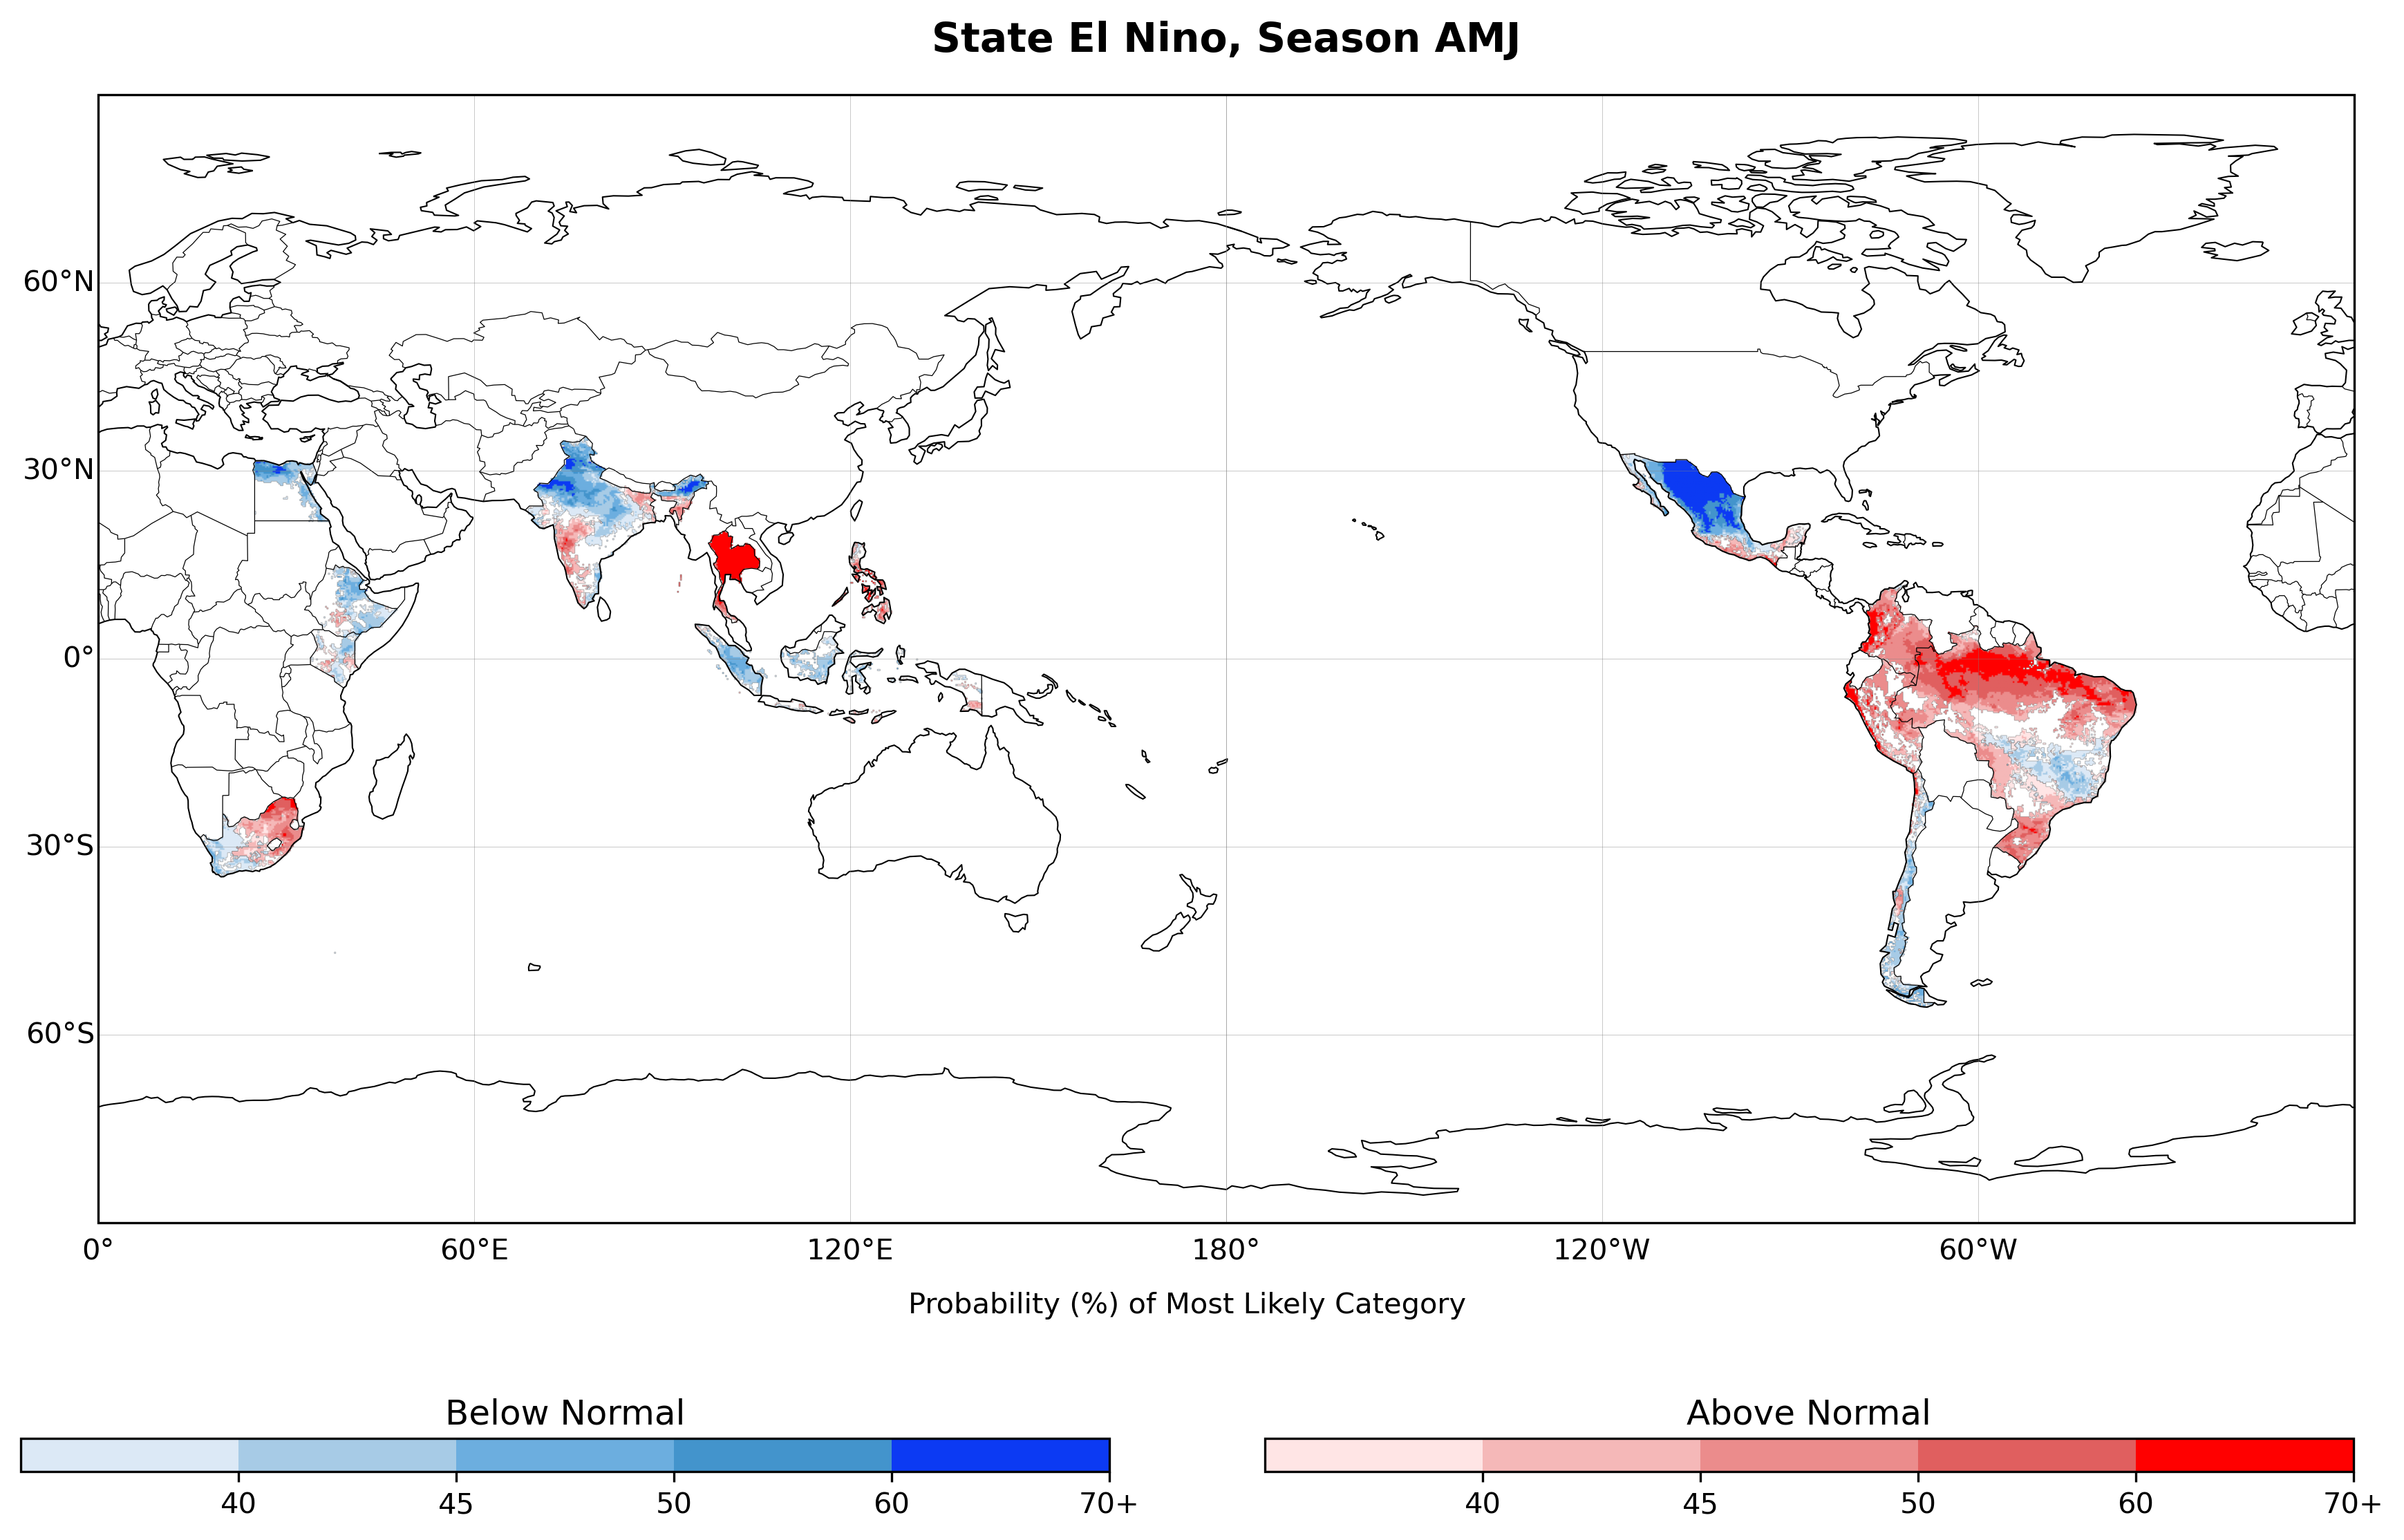 State El Nino, Season AMJ
60°N
30°N
0°
30°S
60°S
0° 60°E 120°E 180° 120°W 60°W
Probability (%) of Most Likely Category
Below Normal
40 45 50 60 70+
Above Normal
40 45 50 60 70+